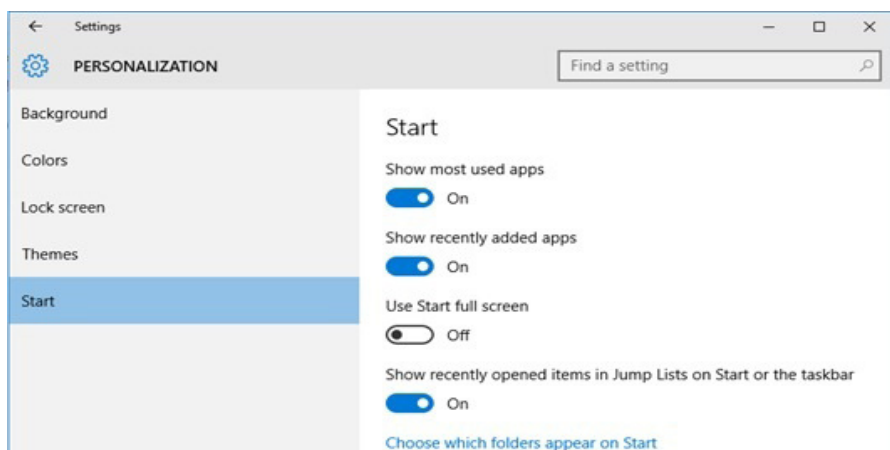 Settings
PERSONALIZATION
Find a setting
Background
Colors
Lock screen
Themes
Start
Start
Show most used apps
On
Show recently added apps
On
Use Start full screen
Off
Show recently opened items in Jump Lists on Start or the taskbar
On
Choose which folders appear on Start